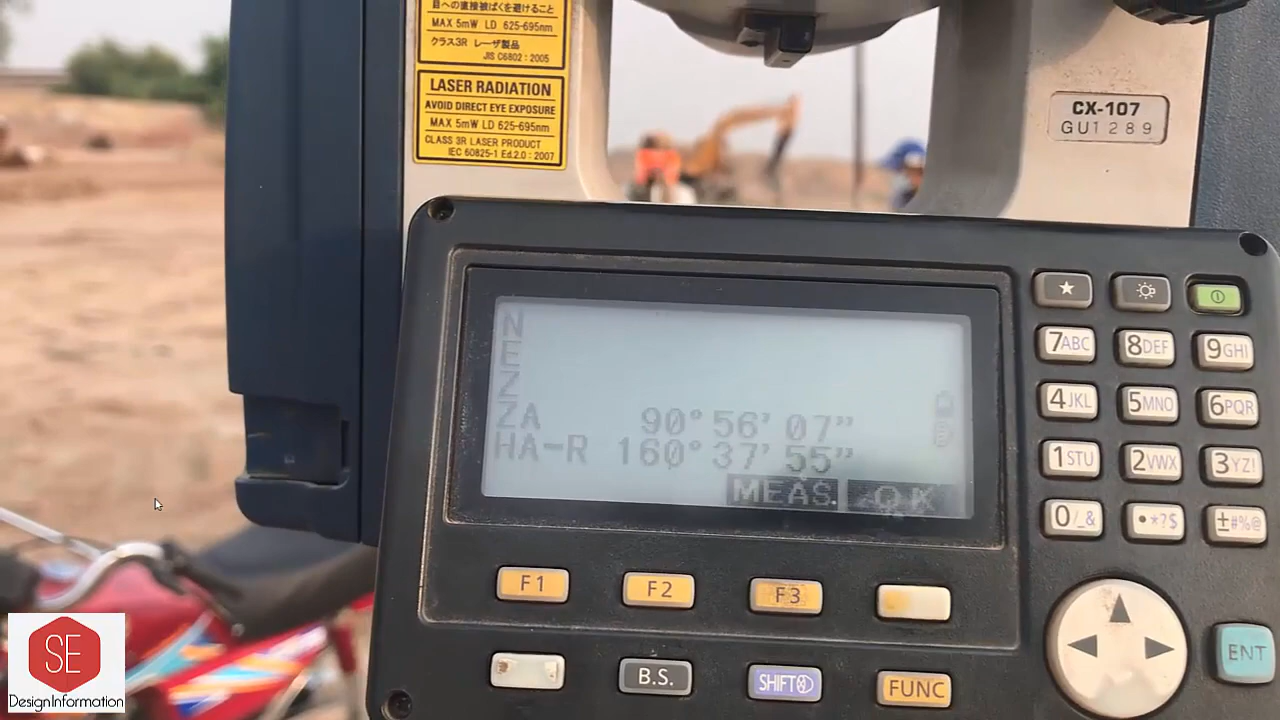 目への直接被ばくを避けること
MAX 5mW LD 625-695nm
クラス3R レーザ製品
JIS C6802 : 2005
LASER RADIATION
AVOID DIRECT EYE EXPOSURE
MAX 5mW LD 625-695nm
CLASS 3R LASER PRODUCT
IEC 60825-1 Ed.2.0 : 2007
CX-107
GU1289
N
E
Z
ZA 90° 56' 07"
HA-R 160° 37' 55"
MEAS OK
★
7ABC 8DEF 9GHI
4JKL 5MNO 6PQR
1STU 2VWX 3YZ!
0/_& •*?$ ±#%@
F1 F2 F3
B.S. SHIFT FUNC
ENT
SE
DesignInformation